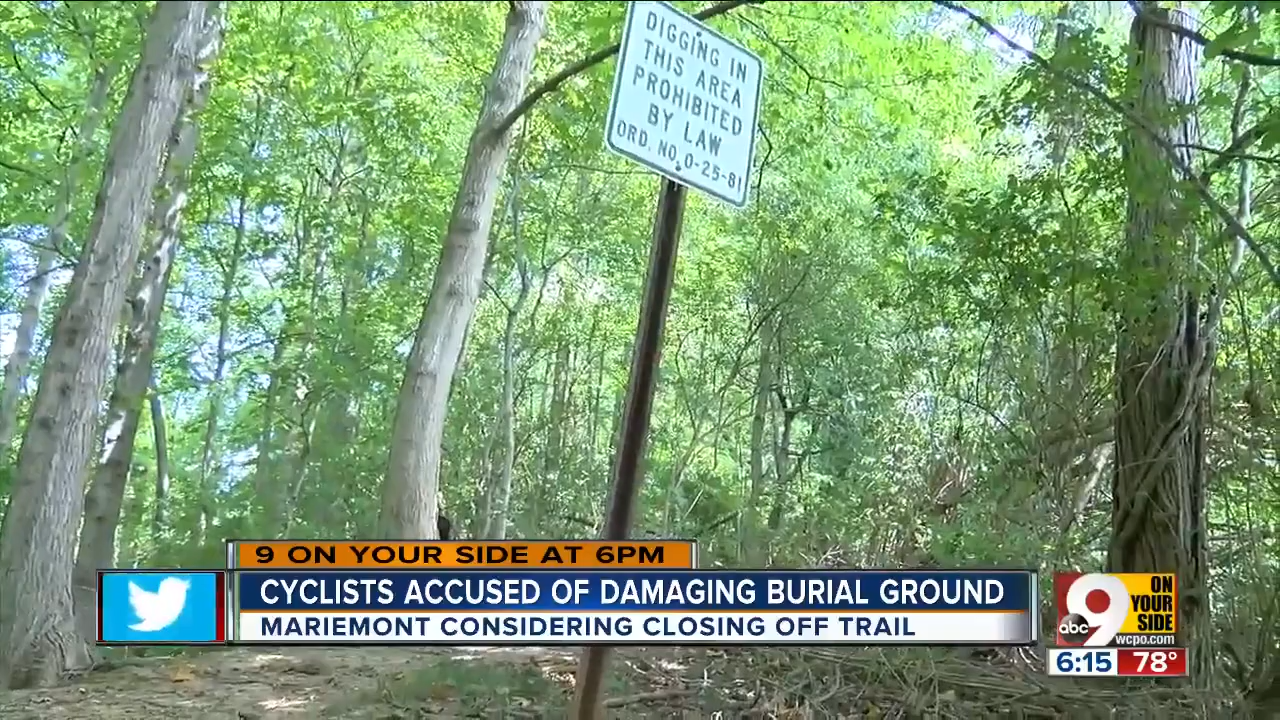 DIGGING IN
THIS AREA
PROHIBITED
BY LAW
ORD. NO. O-25-81
9 ON YOUR SIDE AT 6PM
CYCLISTS ACCUSED OF DAMAGING BURIAL GROUND
MARIEMONT CONSIDERING CLOSING OFF TRAIL
abc 9 ON
YOUR
SIDE
wcpo.com
6:15 78°